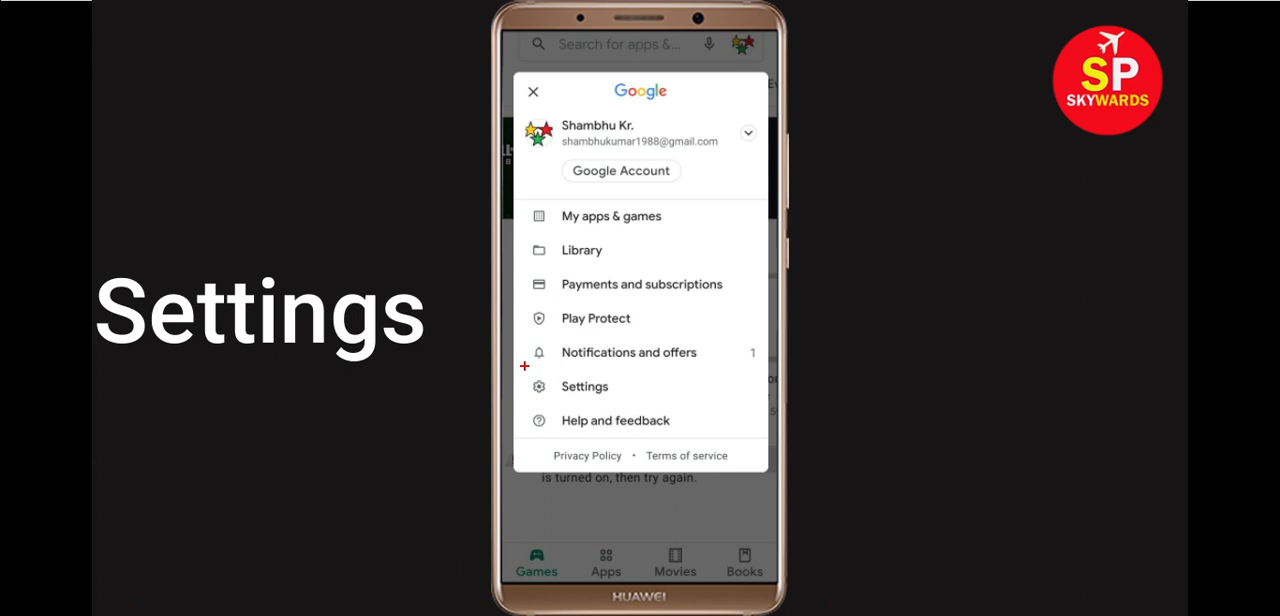 Search for apps &...
SP
SKYWARDS
Google
Shambhu Kr.
shambhukumar1988@gmail.com
Google Account
My apps & games
Library
Payments and subscriptions
Play Protect
Notifications and offers 1
Settings
Help and feedback
Privacy Policy • Terms of service
is turned on, then try again.
Games Apps Movies Books
HUAWEI
Settings